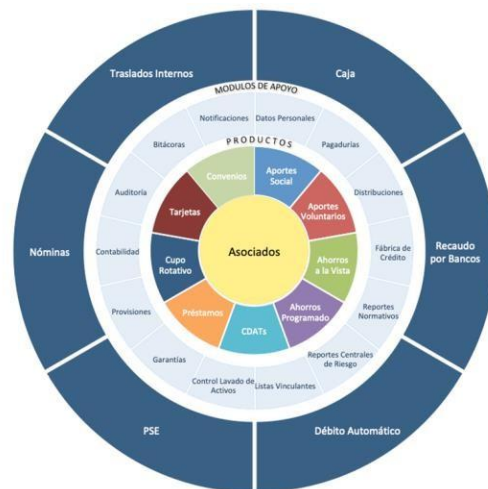 Traslados Internos
Caja
MODULOS DE APOYO
Notificaciones
Datos Personales
Bitácoras
Pagadurías
PRODUCTOS
Convenios
Aportes
Social
Auditoría
Distribuciones
Tarjetas
Aportes
Voluntarios
Nóminas
Contabilidad
Cupo
Rotativo
Asociados
Ahorros
a la Vista
Fábrica de
Crédito
Recaudo
por Bancos
Provisiones
Préstamos
CDATs
Ahorros
Programado
Reportes
Normativos
Garantías
Reportes Centrales
de Riesgo
Control Lavado de
Activos
Listas Vinculantes
PSE
Débito Automático